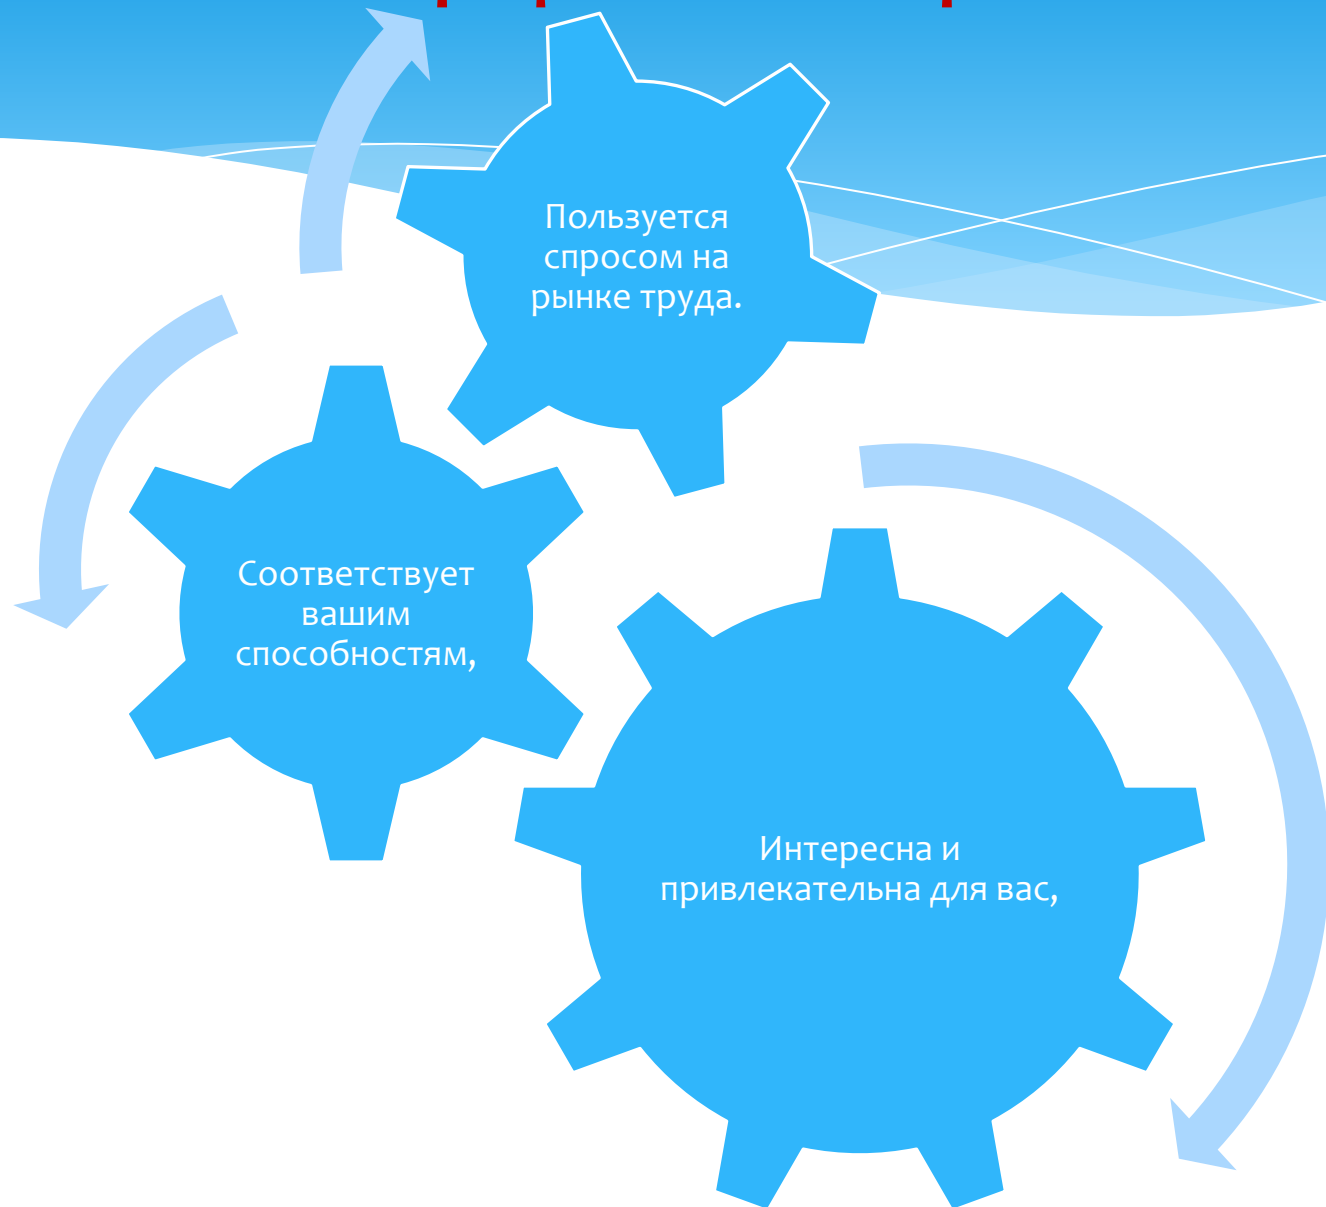 Пользуется
спросом на
рынке труда.
Соответствует
вашим
способностям,
Интересна и
привлекательна для вас,